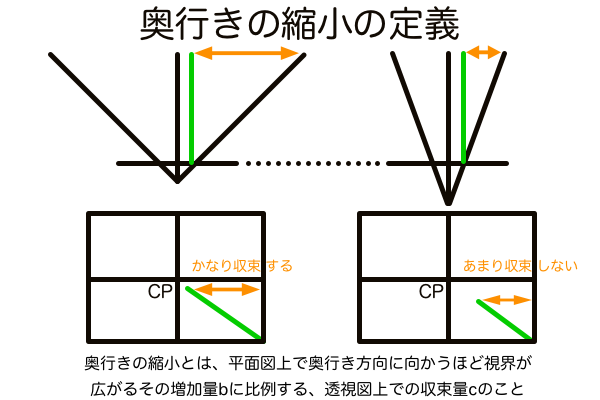 奥行きの縮小の定義
かなり収束する
あまり収束しない
CP
CP
奥行きの縮小とは、平面図上で奥行き方向に向かうほど視界が
広がるその増加量bに比例する、透視図上での収束量cのこと